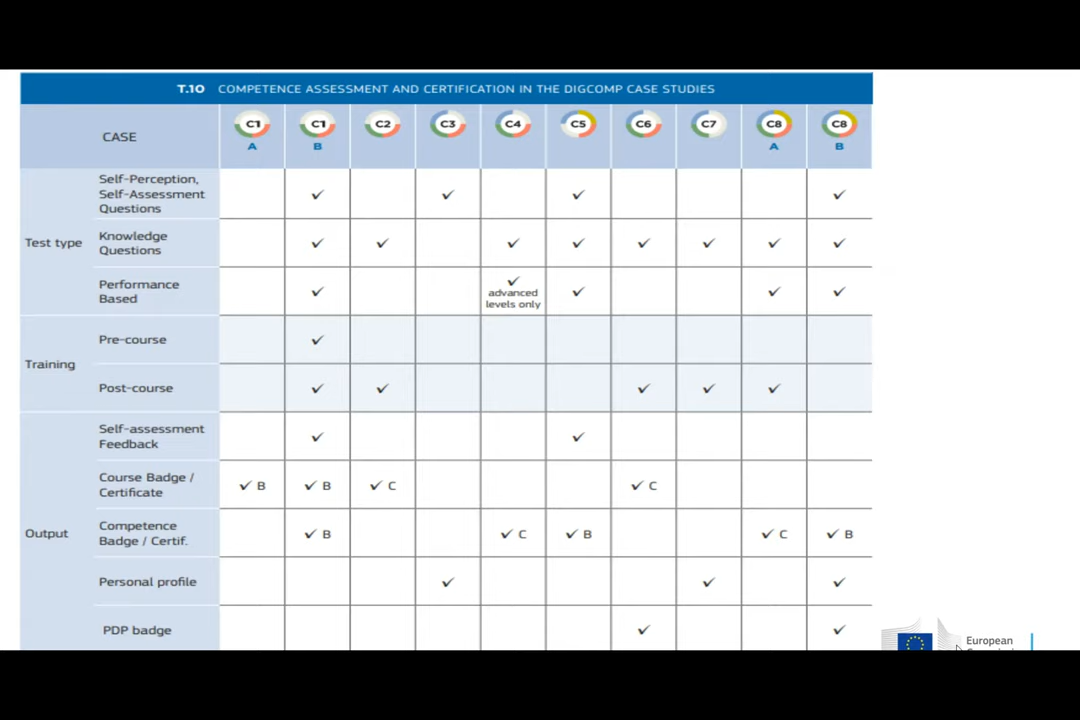 T.10 COMPETENCE ASSESSMENT AND CERTIFICATION IN THE DIGCOMP CASE STUDIES
CASE C1 A C1 B C2 C3 C4 C5 C6 C7 C8 A C8 B
Test type
Self-Perception,
Self-Assessment
Questions
✓ ✓ ✓ ✓
Knowledge
Questions
✓ ✓ ✓ ✓ ✓ ✓ ✓ ✓
Performance
Based
✓ ✓ advanced levels only ✓ ✓ ✓
Training
Pre-course ✓
Post-course ✓ ✓ ✓ ✓ ✓
Output
Self-assessment
Feedback
✓ ✓
Course Badge /
Certificate
✓ B ✓ B ✓ C ✓ C
Competence
Badge / Certif.
✓ B ✓ C ✓ B ✓ C ✓ B
Personal profile ✓ ✓ ✓
PDP badge ✓ ✓
European